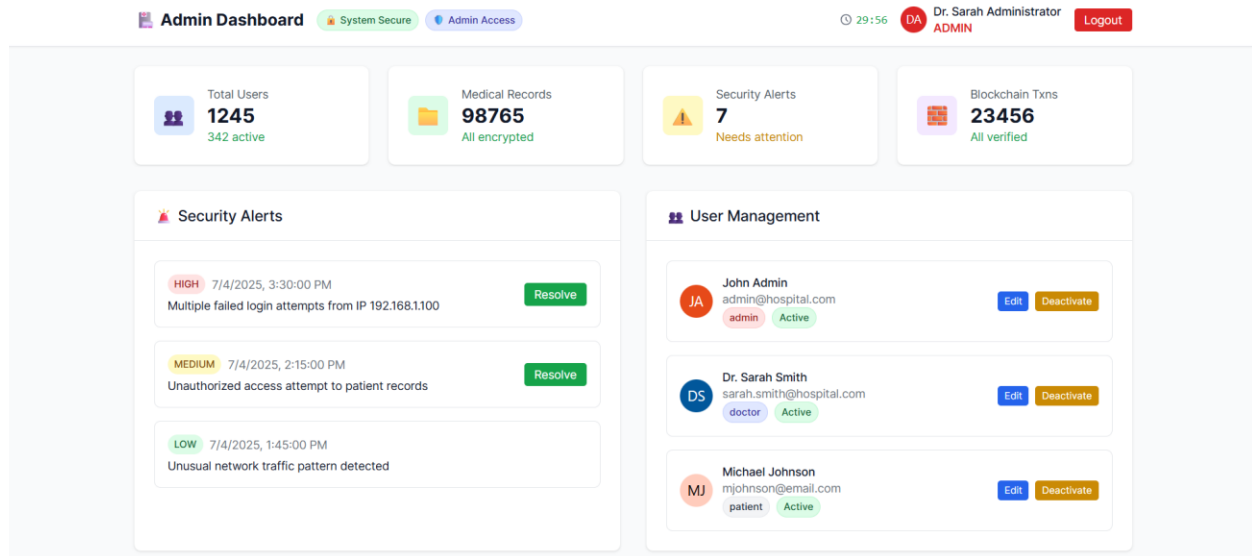 Admin Dashboard
System Secure
Admin Access
29:56
DA
Dr. Sarah Administrator
ADMIN
Logout
Total Users
1245
342 active
Medical Records
98765
All encrypted
Security Alerts
7
Needs attention
Blockchain Txns
23456
All verified
Security Alerts
HIGH 7/4/2025, 3:30:00 PM
Multiple failed login attempts from IP 192.168.1.100
Resolve
MEDIUM 7/4/2025, 2:15:00 PM
Unauthorized access attempt to patient records
Resolve
LOW 7/4/2025, 1:45:00 PM
Unusual network traffic pattern detected
User Management
JA
John Admin
admin@hospital.com
admin Active
Edit Deactivate
DS
Dr. Sarah Smith
sarah.smith@hospital.com
doctor Active
Edit Deactivate
MJ
Michael Johnson
mjohnson@email.com
patient Active
Edit Deactivate